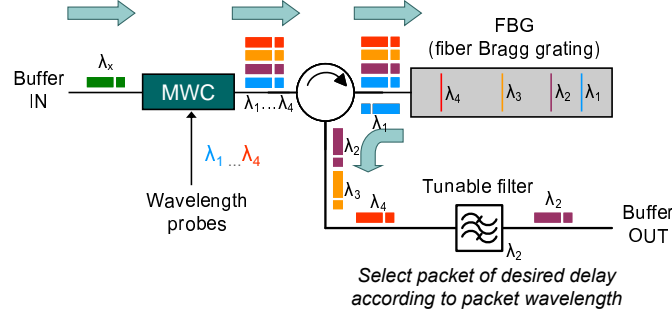 FBG
(fiber Bragg grating)
λx
Buffer
IN
MWC
λ1...λ4
λ4
λ3
λ2
λ1
λ1
λ1 ...λ4
λ2
λ3
Wavelength
probes
λ4
Tunable filter
λ2
λ2
Buffer
OUT
Select packet of desired delay
according to packet wavelength